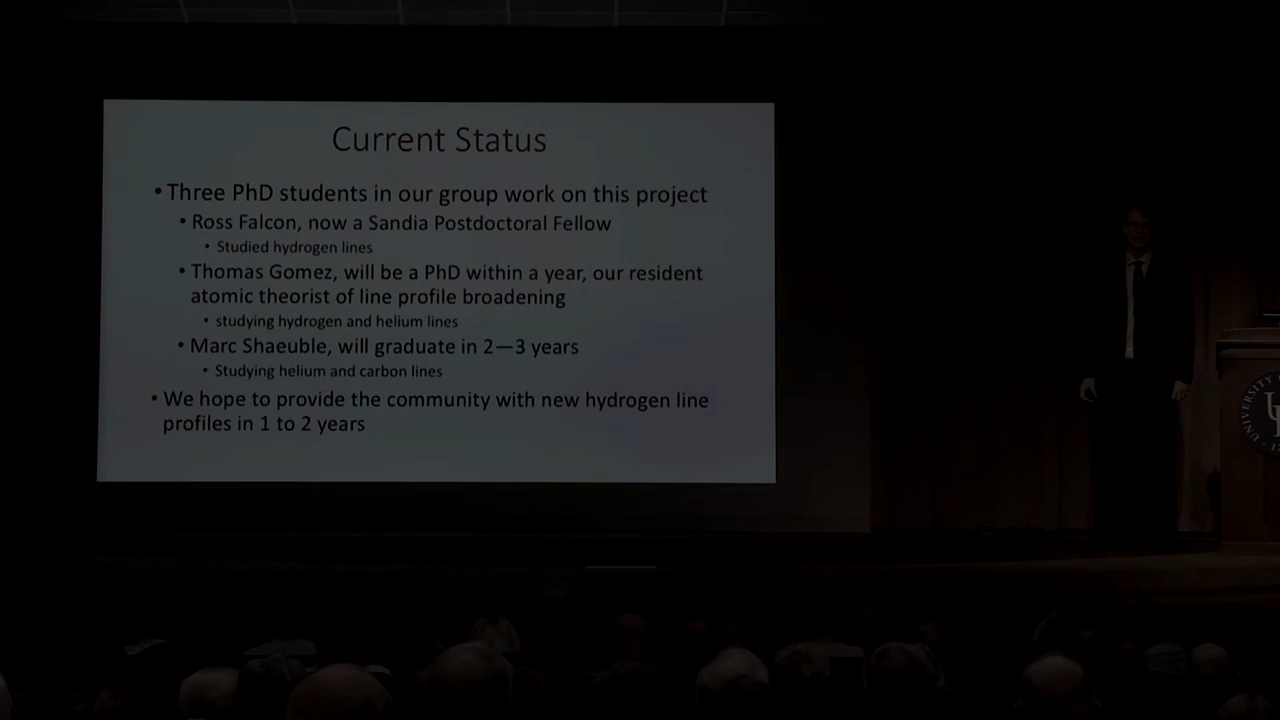 Current Status
• Three PhD students in our group work on this project
• Ross Falcon, now a Sandia Postdoctoral Fellow
• Studied hydrogen lines
• Thomas Gomez, will be a PhD within a year, our resident
atomic theorist of line profile broadening
• studying hydrogen and helium lines
• Marc Shaeuble, will graduate in 2—3 years
• Studying helium and carbon lines
• We hope to provide the community with new hydrogen line
profiles in 1 to 2 years
UNIVERSITY